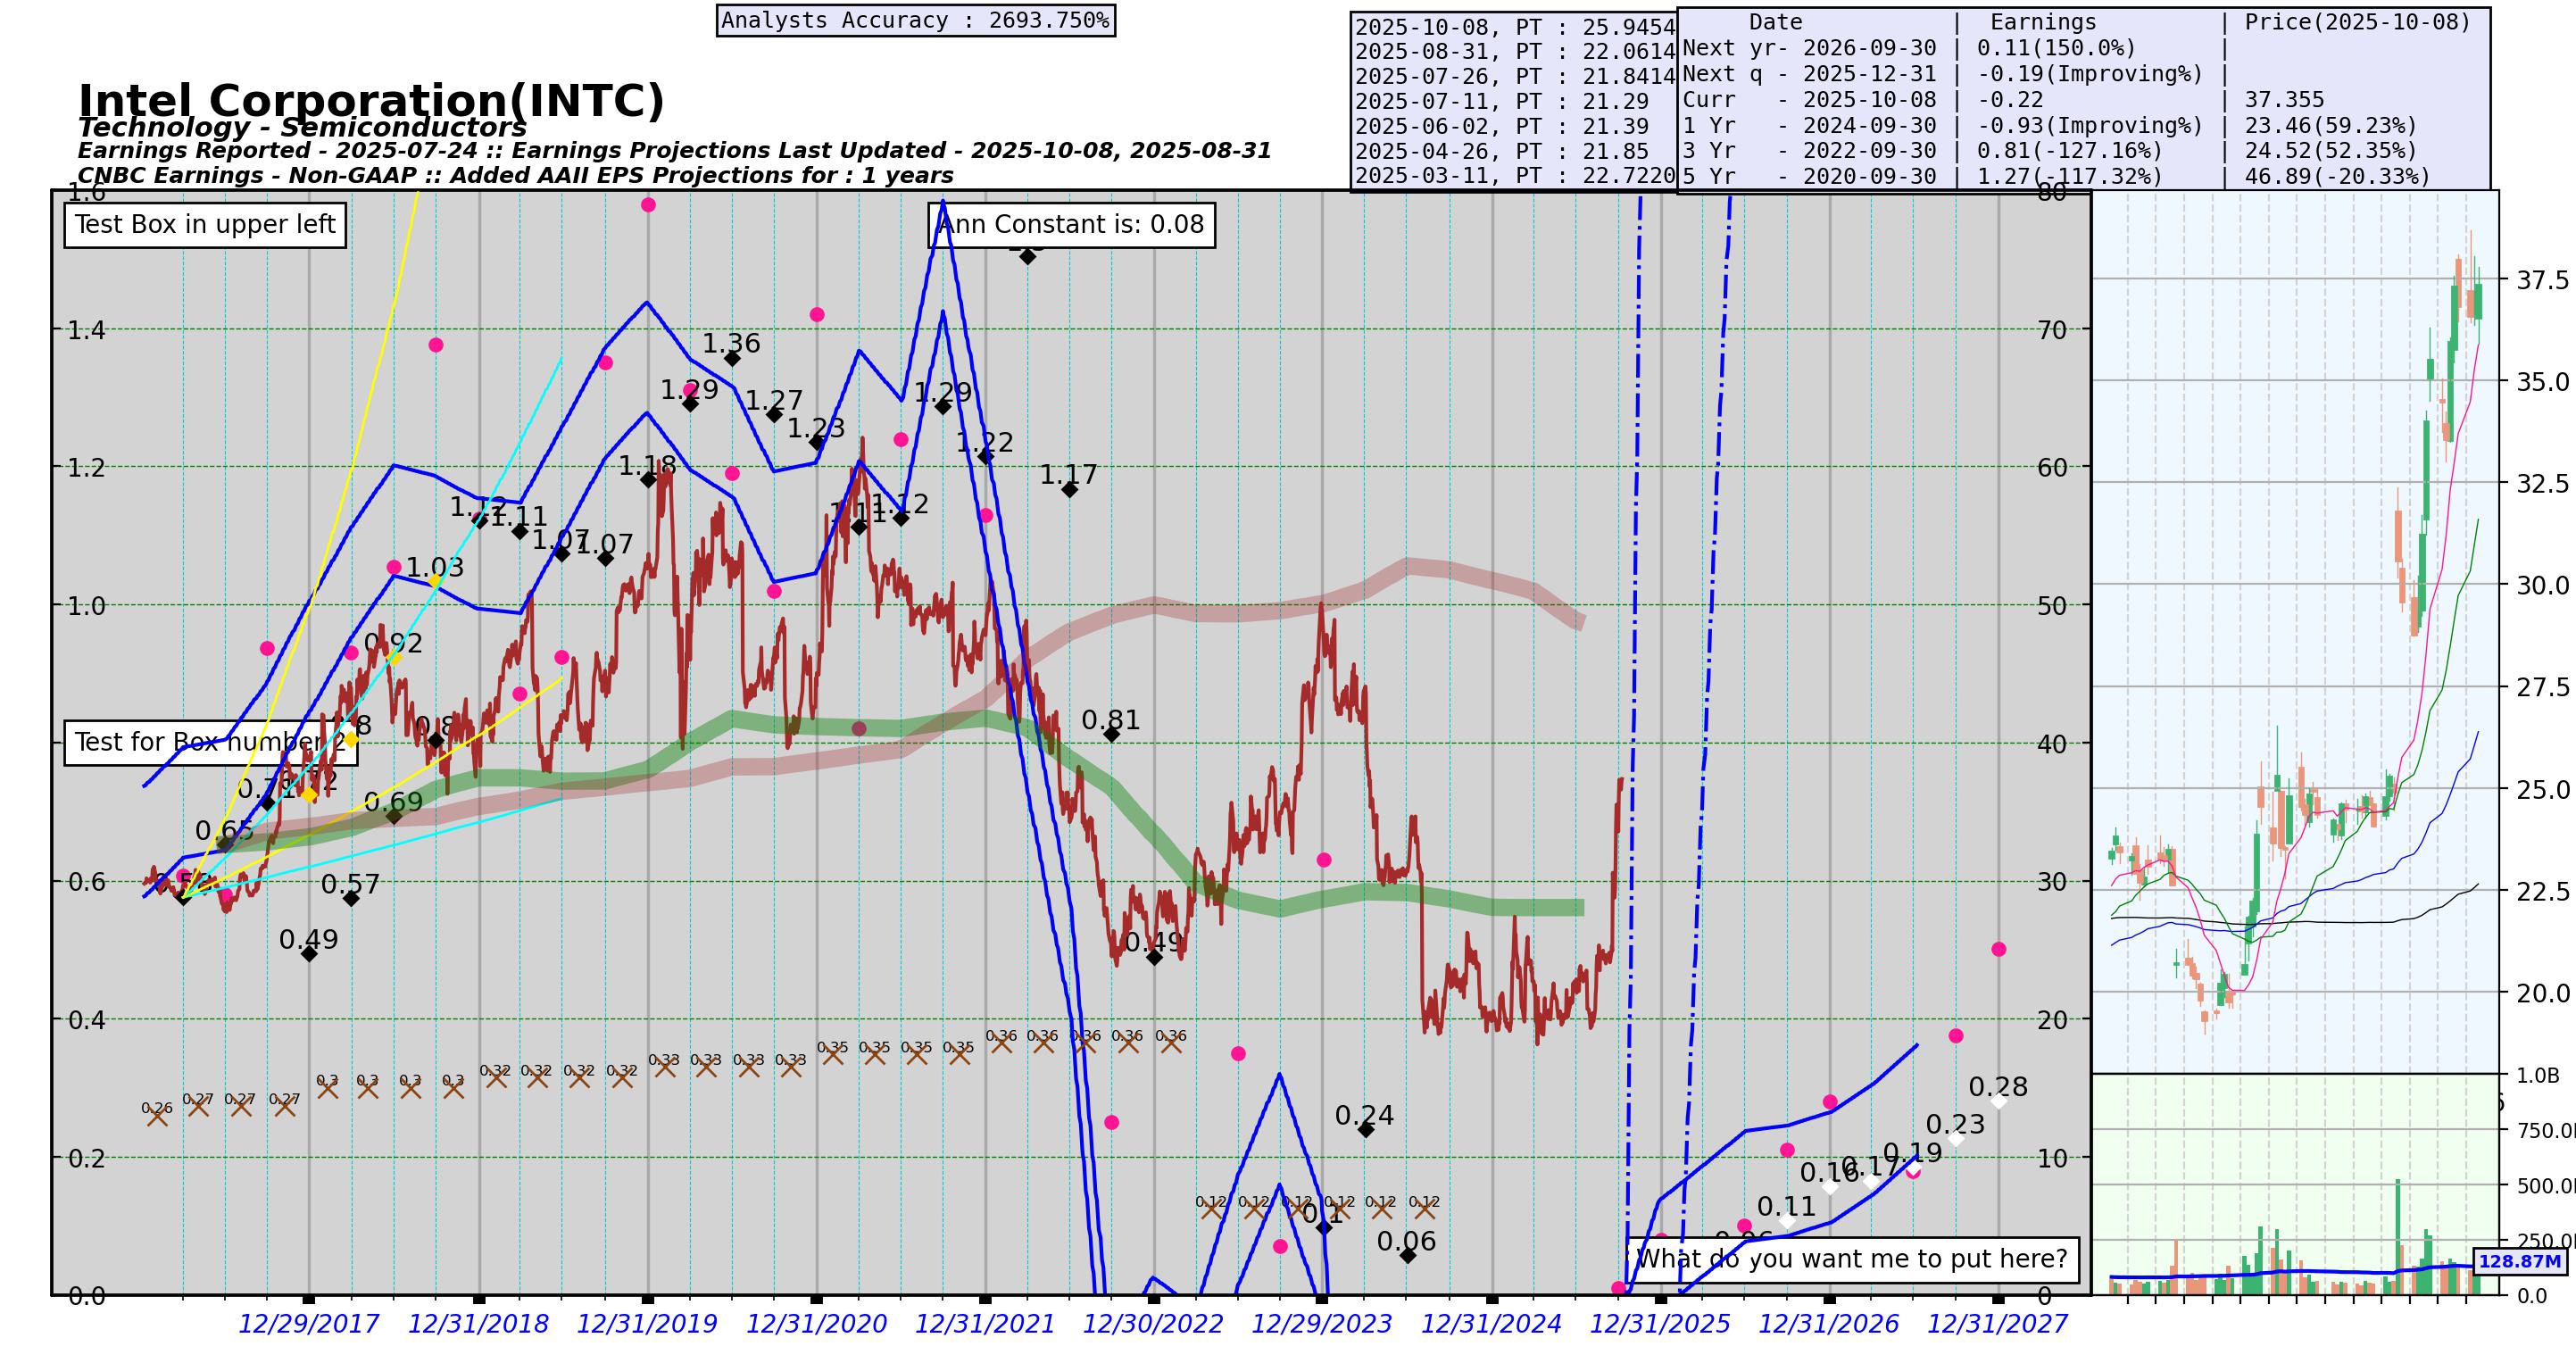 Analysts Accuracy : 2693.750%
2025-10-08, PT : 25.9454
2025-08-31, PT : 22.0614
2025-07-26, PT : 21.8414
2025-07-11, PT : 21.29
2025-06-02, PT : 21.39
2025-04-26, PT : 21.85
2025-03-11, PT : 22.7220
Date | Earnings | Price(2025-10-08)
Next yr- 2026-09-30 | 0.11(150.0%) |
Next q - 2025-12-31 | -0.19(Improving%) |
Curr - 2025-10-08 | -0.22 | 37.355
1 Yr - 2024-09-30 | -0.93(Improving%) | 23.46(59.23%)
3 Yr - 2022-09-30 | 0.81(-127.16%) | 24.52(52.35%)
5 Yr - 2020-09-30 | 1.27(-117.32%) | 46.89(-20.33%)
Intel Corporation(INTC)
Technology - Semiconductors
Earnings Reported - 2025-07-24 :: Earnings Projections Last Updated - 2025-10-08, 2025-08-31
CNBC Earnings - Non-GAAP :: Added AAII EPS Projections for : 1 years
1.6
80
Test Box in upper left
Ann Constant is: 0.08
37.5
1.4
70
1.36
1.29
1.29
35.0
1.27
1.23
1.22
1.2
60
1.18
1.17
32.5
1.12
1.11
1.11
1.12
1.07
1.07
1.03
1.0
50
30.0
0.92
27.5
0.81
Test for Box number 2
40
0.8
25.0
0.71
0.72
0.69
0.65
0.6
30
22.5
0.57
0.49
0.49
20.0
0.4
20
0.36 0.36 0.36 0.36 0.36
0.35 0.35 0.35 0.35
0.33 0.33 0.33 0.33
0.32 0.32 0.32 0.32
0.3 0.3 0.3 0.3
0.27 0.27 0.27
0.26
1.0B
0.28
0.24
0.23
750.0
0.19
0.2
10
0.16
0.17
500.0
0.12 0.12 0.12 0.12 0.12 0.12
0.11
0.1
0.06
250.0
What do you want me to put here?
128.87M
0.0
0
0.0
12/29/2017 12/31/2018 12/31/2019 12/31/2020 12/31/2021 12/30/2022 12/29/2023 12/31/2024 12/31/2025 12/31/2026 12/31/2027